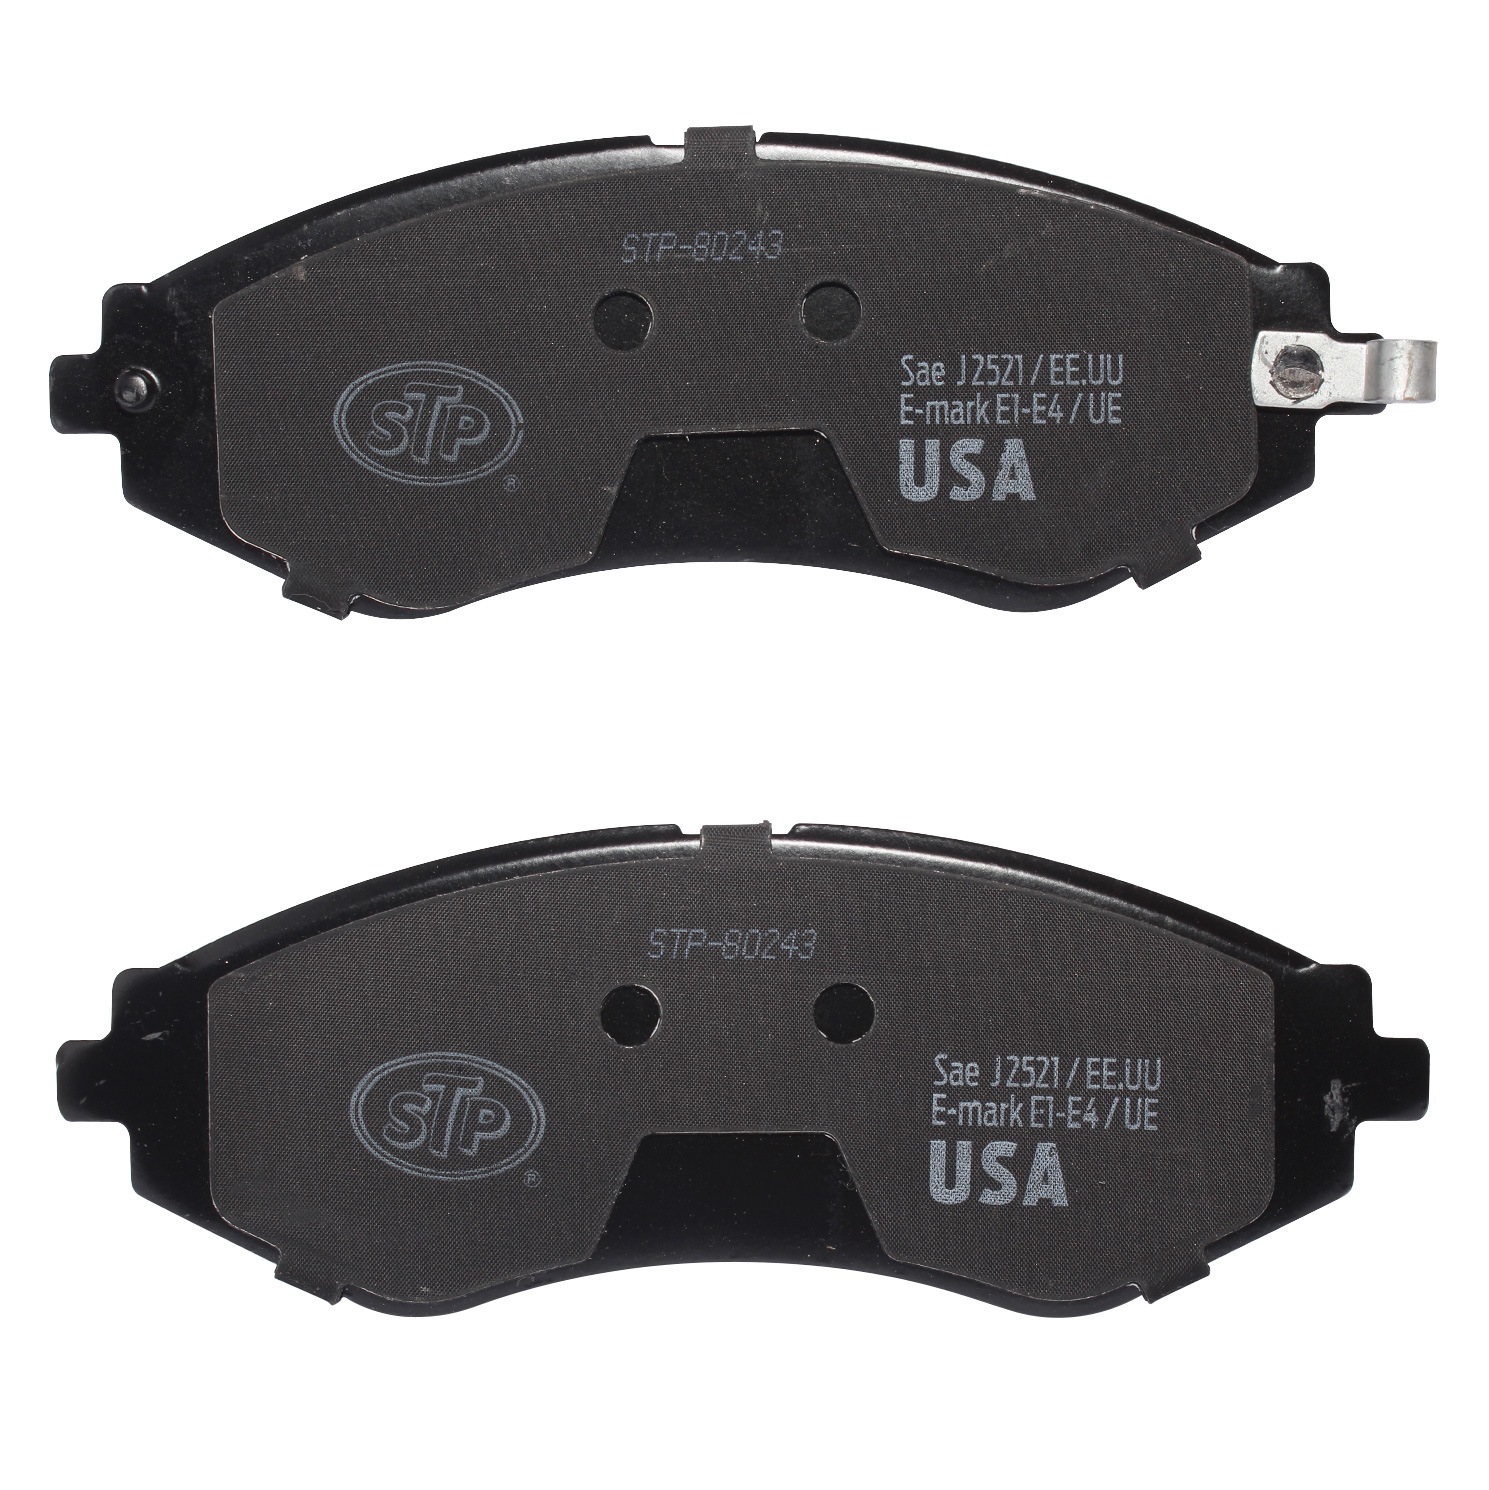 STP-80243
STP
®
Sae J2521 / EE.UU
E-mark E1-E4 / UE
USA
STP-80243
STP
®
Sae J2521 / EE.UU
E-mark E1-E4 / UE
USA